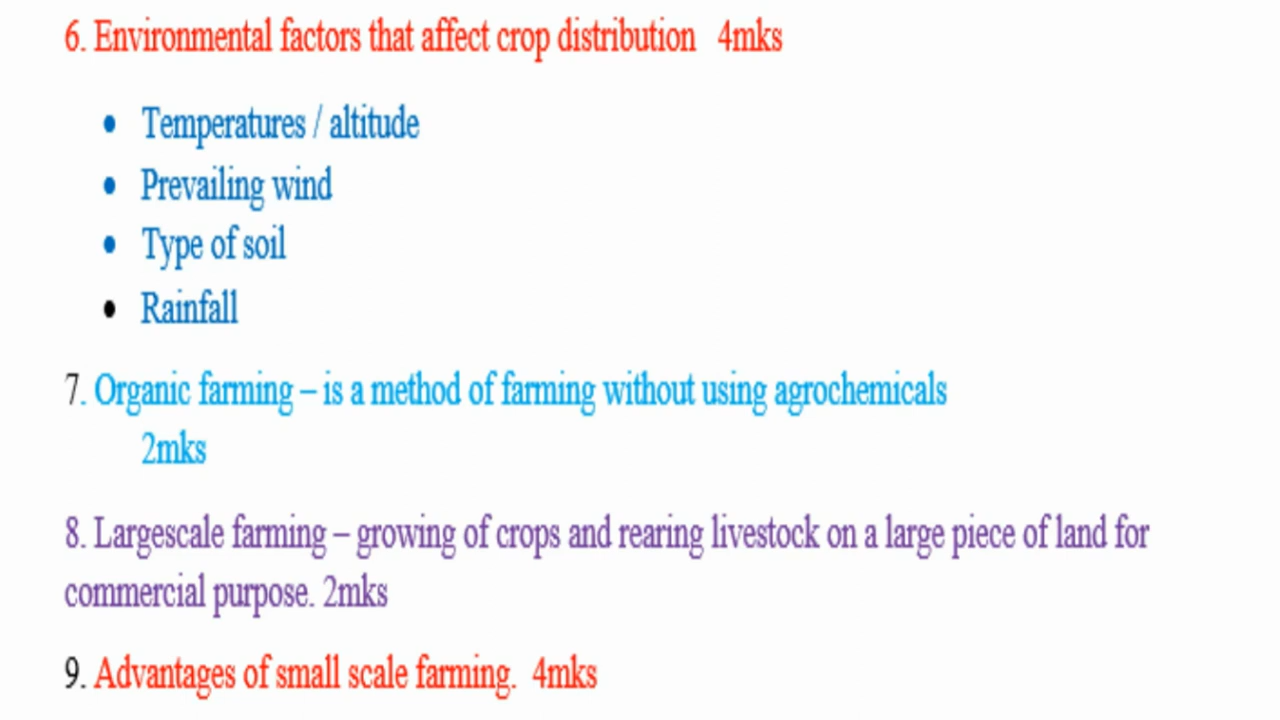 6. Environmental factors that affect crop distribution 4mks
• Temperatures / altitude
• Prevailing wind
• Type of soil
• Rainfall
7. Organic farming – is a method of farming without using agrochemicals
2mks
8. Largescale farming – growing of crops and rearing livestock on a large piece of land for
commercial purpose. 2mks
9. Advantages of small scale farming. 4mks